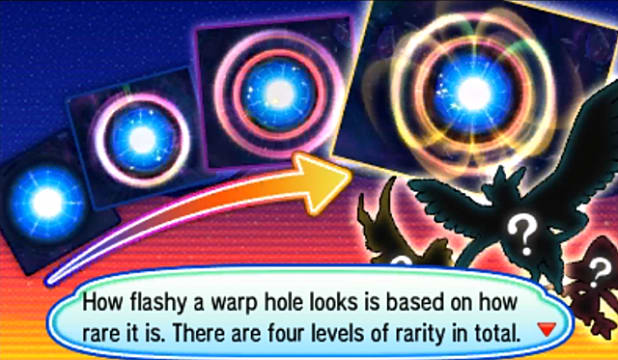 ?
?
?
How flashy a warp hole looks is based on how
rare it is. There are four levels of rarity in total.